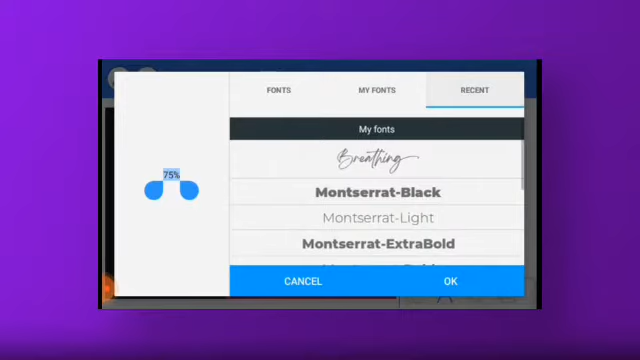 FONTS MY FONTS RECENT
My fonts
75%
Breathing
Montserrat-Black
Montserrat-Light
Montserrat-ExtraBold
CANCEL OK